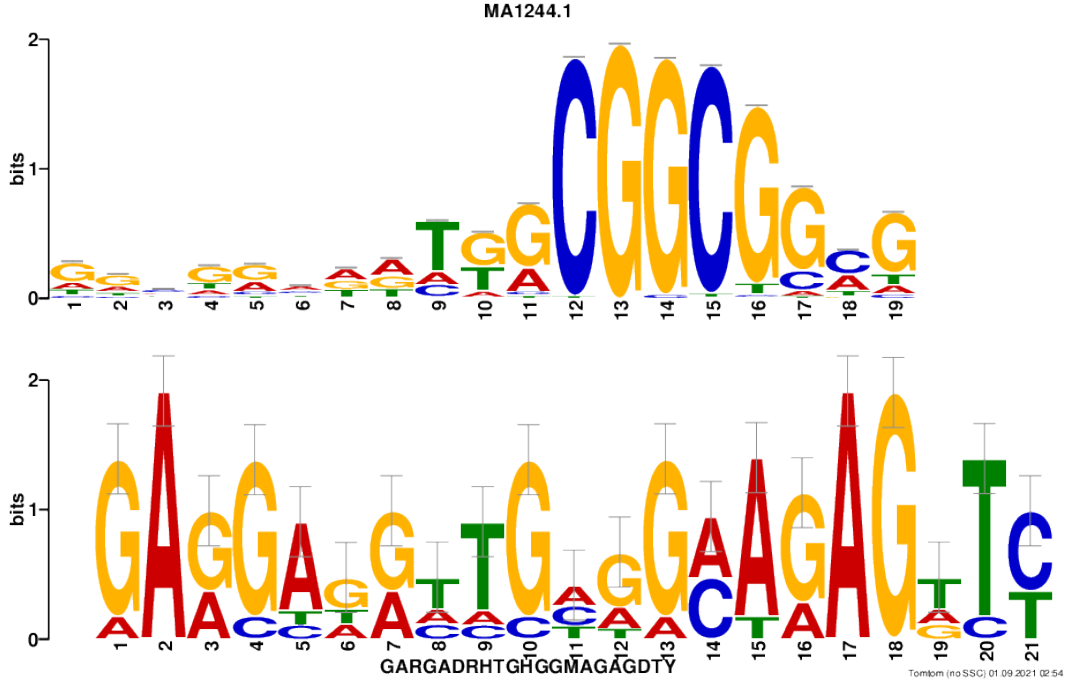 MA1244.1
2
1
0
bits
1 2 3 4 5 6 7 8 9 10 11 12 13 14 15 16 17 18 19
2
1
0
bits
1 2 3 4 5 6 7 8 9 10 11 12 13 14 15 16 17 18 19 20 21
GARGADRHTGHGGMAGAGDTY
Tomtom (no SSC) 01.09.2021 02:54